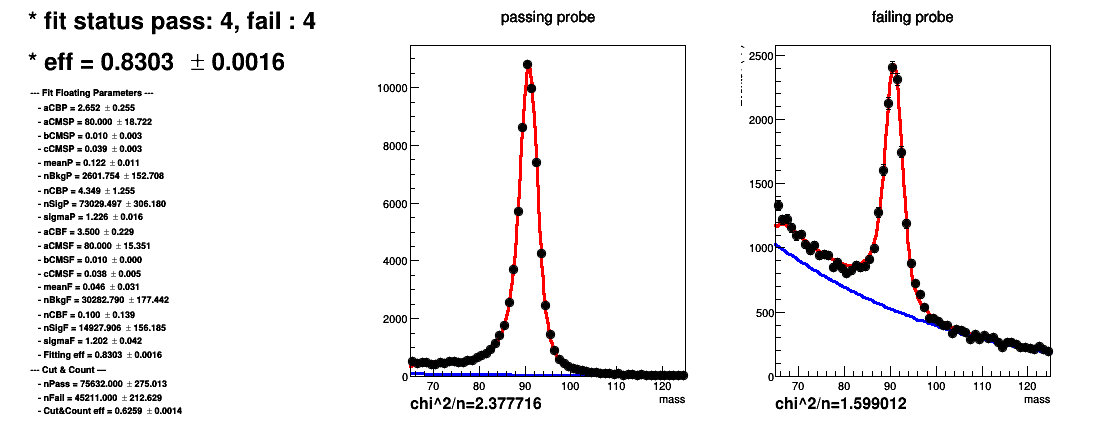 * fit status pass: 4, fail : 4
* eff = 0.8303 ± 0.0016
--- Fit Floating Parameters ---
- aCBP = 2.652 ± 0.255
- aCMSP = 80.000 ± 18.722
- bCMSP = 0.010 ± 0.003
- cCMSP = 0.039 ± 0.003
- meanP = 0.122 ± 0.011
- nBkgP = 2601.754 ± 152.708
- nCBP = 4.349 ± 1.255
- nSigP = 73029.497 ± 306.180
- sigmaP = 1.226 ± 0.016
- aCBF = 3.500 ± 0.229
- aCMSF = 80.000 ± 15.351
- bCMSF = 0.010 ± 0.000
- cCMSF = 0.038 ± 0.005
- meanF = 0.046 ± 0.031
- nBkgF = 30282.790 ± 177.442
- nCBF = 0.100 ± 0.139
- nSigF = 14927.906 ± 156.185
- sigmaF = 1.202 ± 0.042
- Fitting eff = 0.8303 ± 0.0016
--- Cut & Count ---
- nPass = 75632.000 ± 275.013
- nFail = 45211.000 ± 212.629
- Cut&Count eff = 0.6259 ± 0.0014
passing probe
10000
8000
6000
4000
2000
0
70 80 90 100 110 120
mass
chi^2/n=2.377716
failing probe
2500
2000
1500
1000
500
0
70 80 90 100 110 120
mass
chi^2/n=1.599012